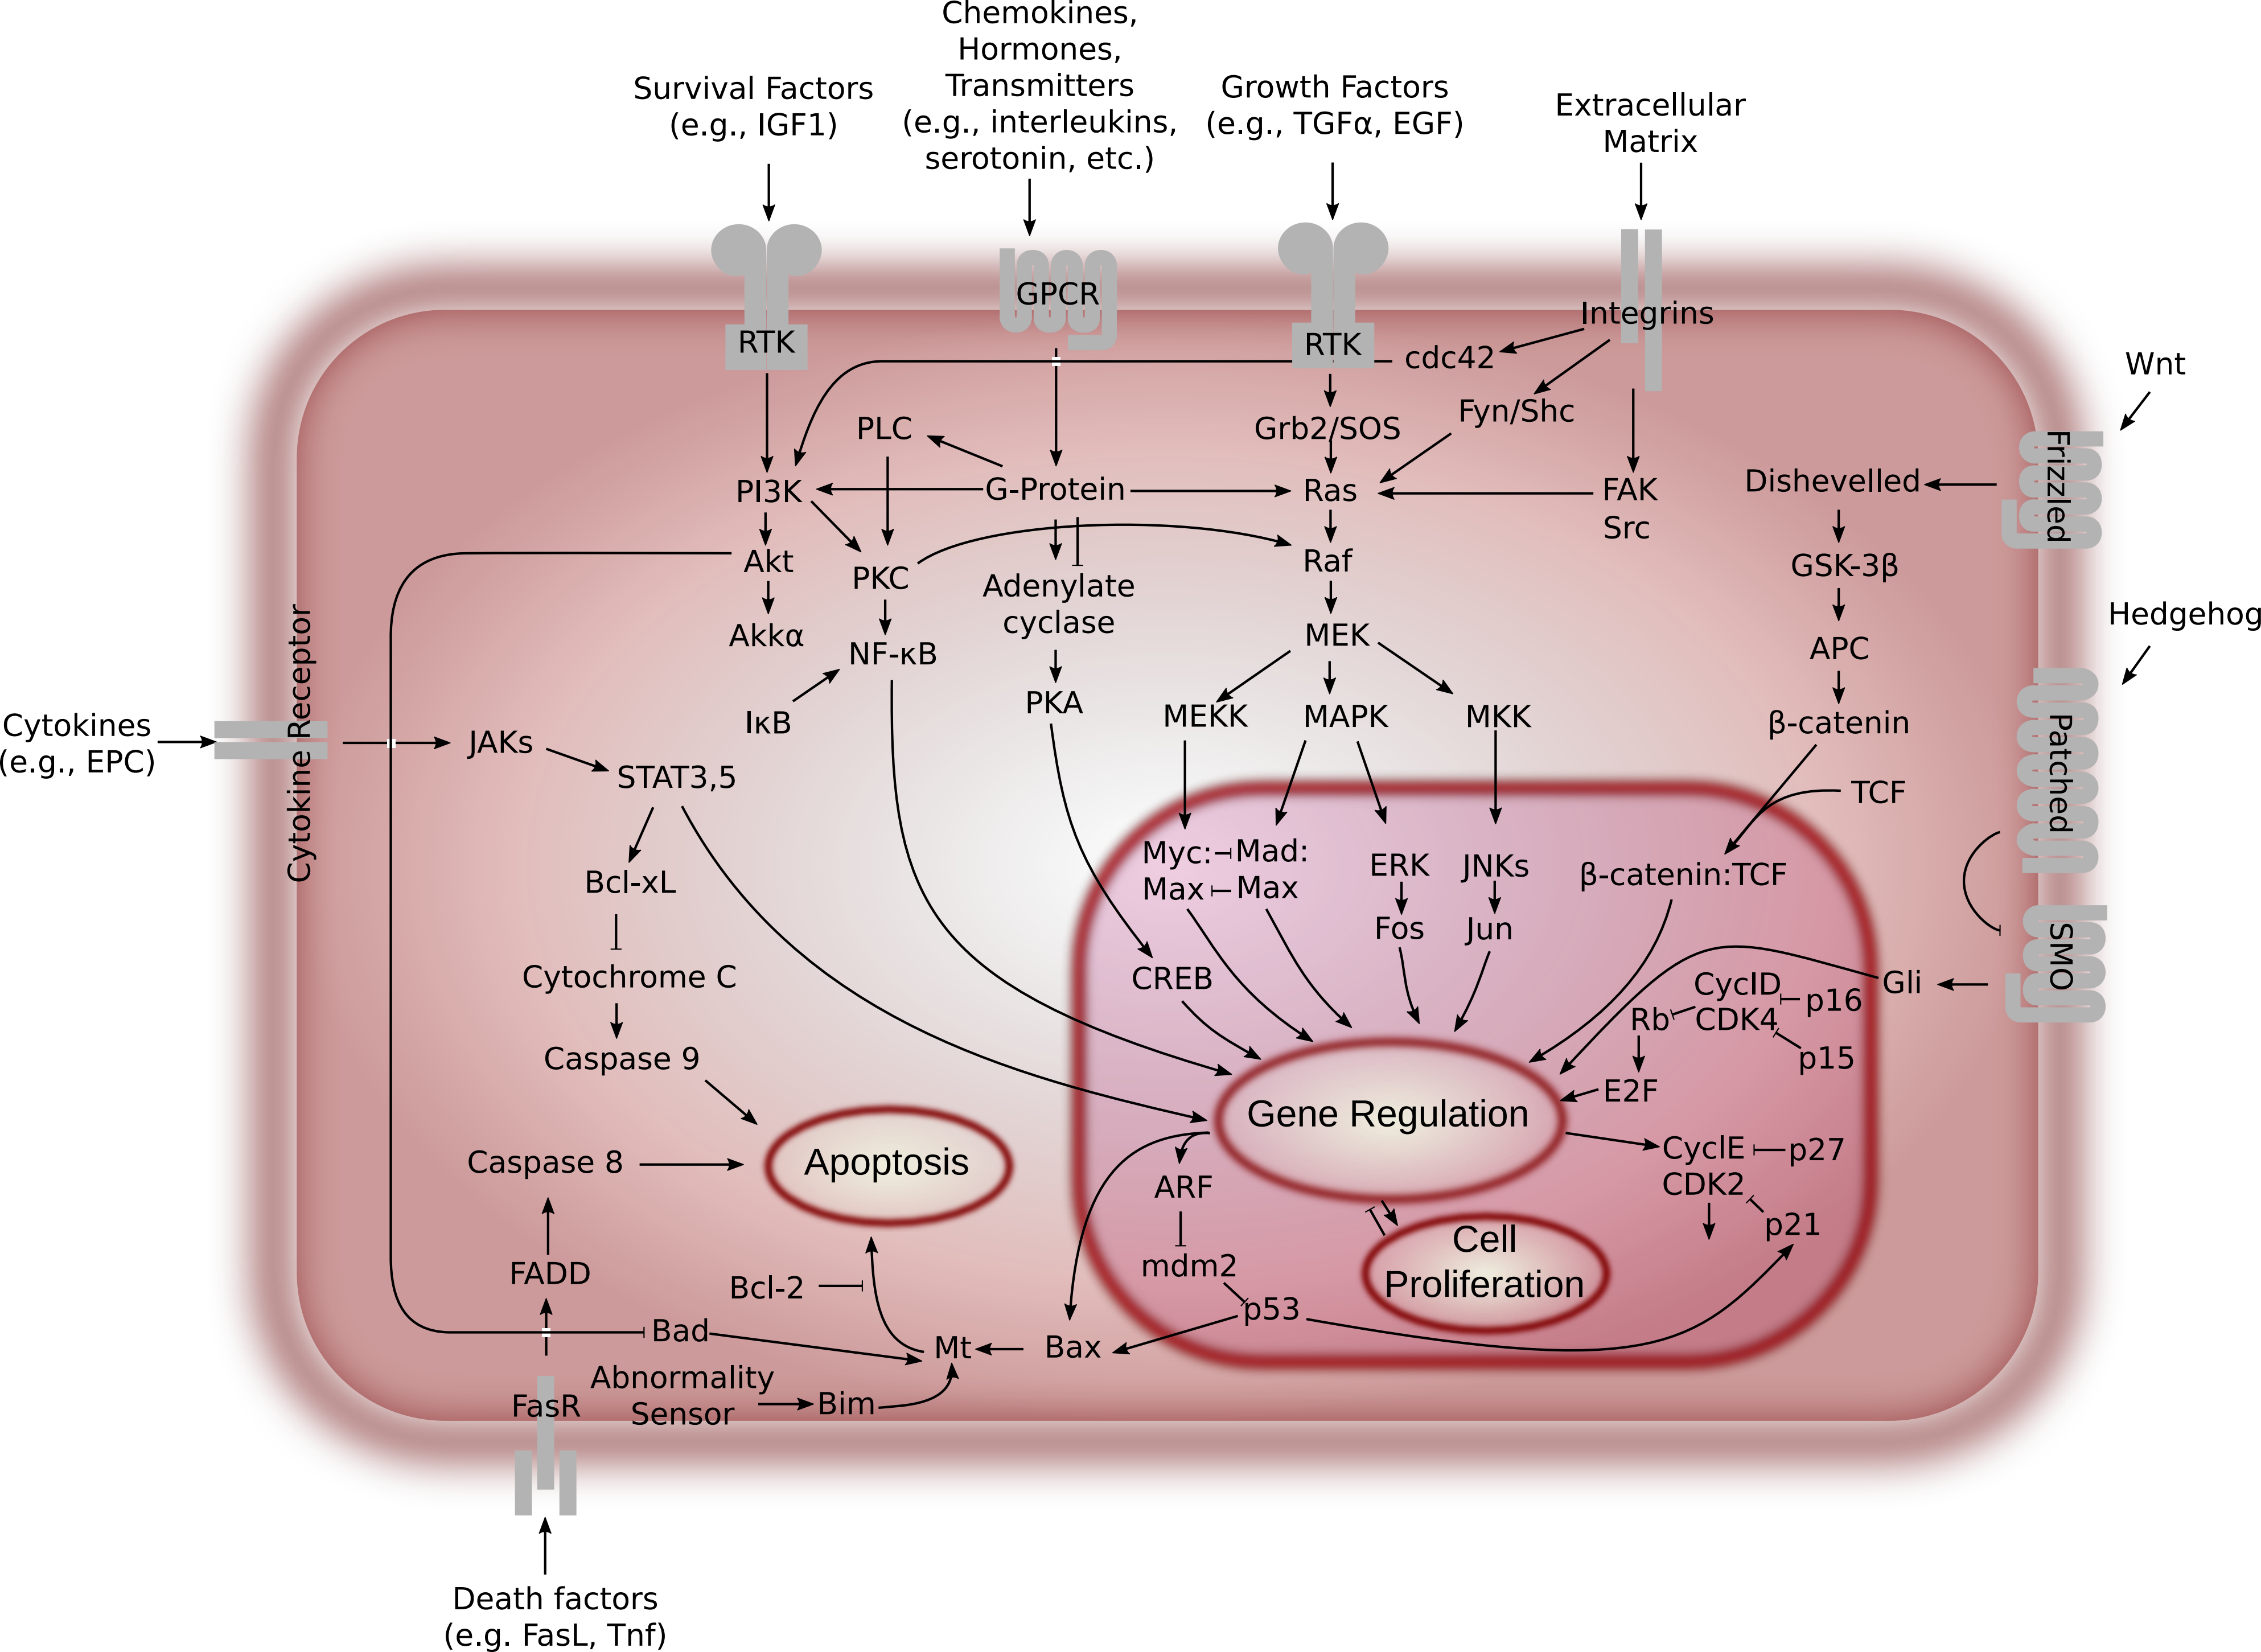 Chemokines,
Hormones,
Transmitters
(e.g., interleukins,
serotonin, etc.)
Survival Factors
(e.g., IGF1)
Growth Factors
(e.g., TGFα, EGF)
Extracellular
Matrix
GPCR
Integrins
RTK
RTK
cdc42
Wnt
Fyn/Shc
PLC
Grb2/SOS
Frizzled
Dishevelled
PI3K
G-Protein
Ras
FAK
Src
Akt
PKC
Raf
GSK-3β
Adenylate
cyclase
Hedgehog
Akkα
NF-κB
MEK
APC
IκB
PKA
MEKK
MAPK
MKK
β-catenin
Cytokines
(e.g., EPC)
Cytokine Receptor
JAKs
STAT3,5
Patched
TCF
Myc:
Mad:
Max
Max
ERK
JNKs
β-catenin:TCF
Bcl-xL
Fos
Jun
SMO
Cytochrome C
CREB
CyclD
CDK4
p16
Gli
Rb
p15
Caspase 9
E2F
Gene Regulation
CyclE
CDK2
p27
Caspase 8
Apoptosis
ARF
p21
FADD
mdm2
Cell
Proliferation
Bcl-2
p53
Bad
Mt
Bax
Abnormality
Sensor
Bim
FasR
Death factors
(e.g. FasL, Tnf)